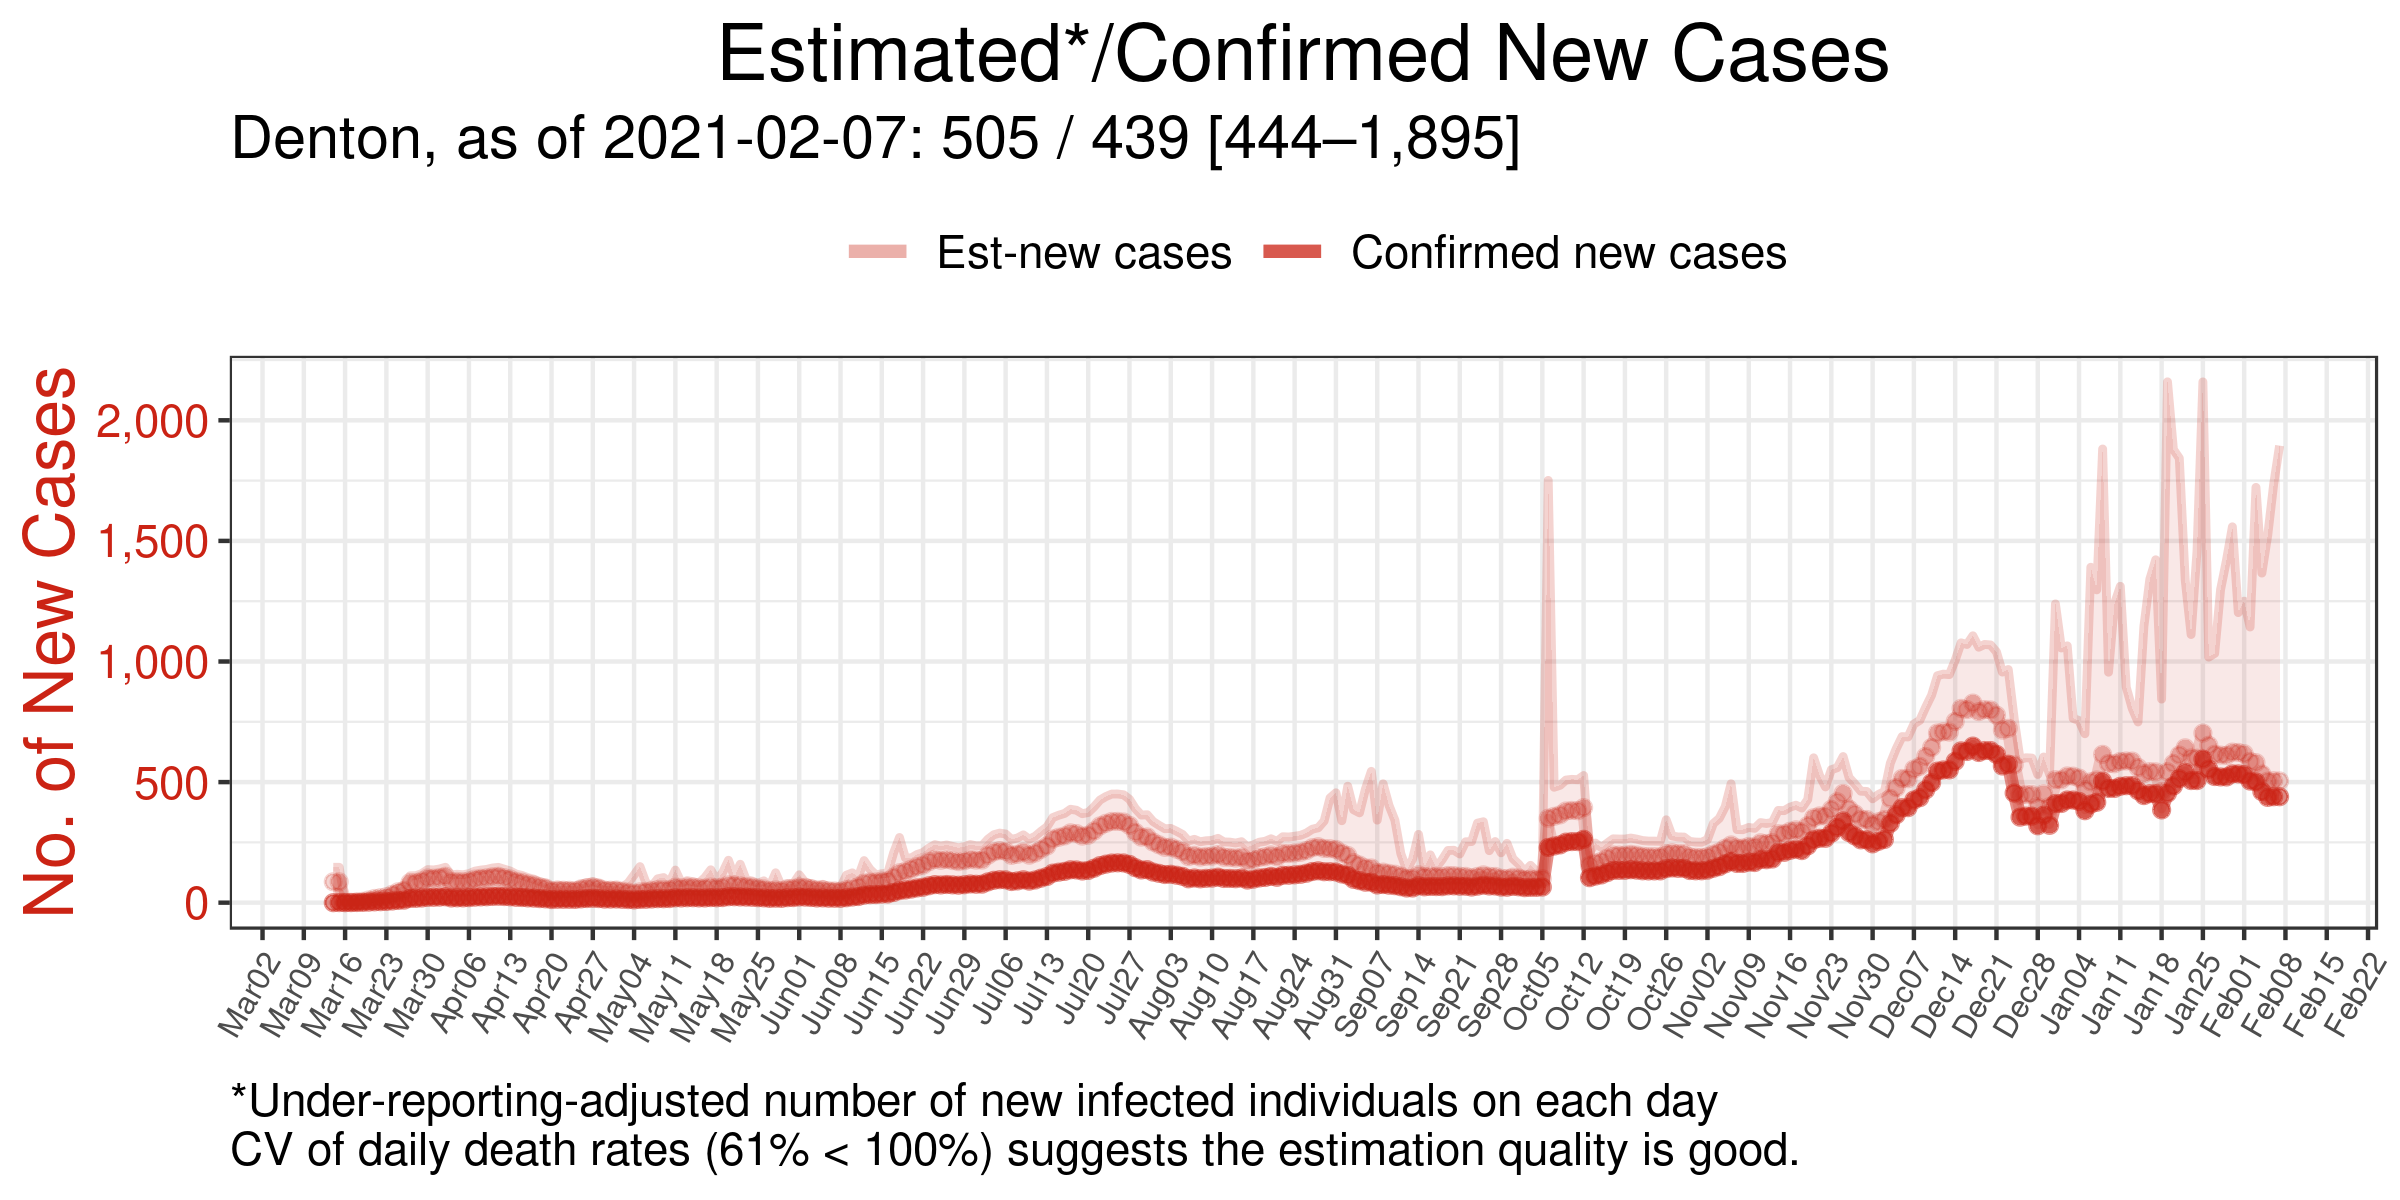 Estimated*/Confirmed New Cases
Denton, as of 2021-02-07: 505 / 439 [444–1,895]
Est-new cases Confirmed new cases
No. of New Cases
2,000
1,500
1,000
500
0
Mar02 Mar09 Mar16 Mar23 Mar30 Apr06 Apr13 Apr20 Apr27 May04 May11 May18 May25 Jun01 Jun08 Jun15 Jun22 Jun29 Jul06 Jul13 Jul20 Jul27 Aug03 Aug10 Aug17 Aug24 Aug31 Sep07 Sep14 Sep21 Sep28 Oct05 Oct12 Oct19 Oct26 Nov02 Nov09 Nov16 Nov23 Nov30 Dec07 Dec14 Dec21 Dec28 Jan04 Jan11 Jan18 Jan25 Feb01 Feb08 Feb15 Feb22
*Under-reporting-adjusted number of new infected individuals on each day
CV of daily death rates (61% < 100%) suggests the estimation quality is good.